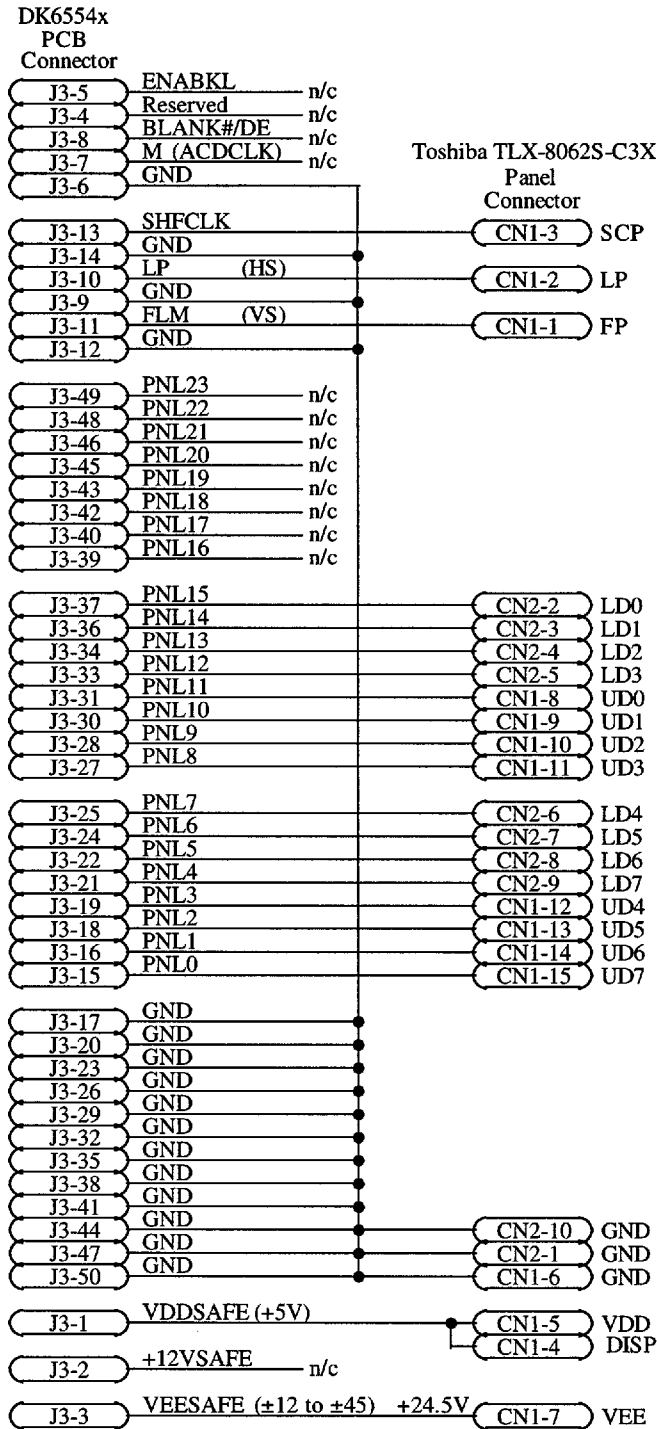 DK6554x
PCB
Connector
J3-5 ENABKL n/c
J3-4 Reserved n/c
J3-8 BLANK#/DE n/c
J3-7 M (ACDCLK) n/c
J3-6 GND
Toshiba TLX-8062S-C3X
Panel
Connector
J3-13 SHFCLK CN1-3 SCP
J3-14 GND
J3-10 LP (HS) CN1-2 LP
J3-9 GND
J3-11 FLM (VS) CN1-1 FP
J3-12 GND
J3-49 PNL23 n/c
J3-48 PNL22 n/c
J3-46 PNL21 n/c
J3-45 PNL20 n/c
J3-43 PNL19 n/c
J3-42 PNL18 n/c
J3-40 PNL17 n/c
J3-39 PNL16 n/c
J3-37 PNL15 CN2-2 LD0
J3-36 PNL14 CN2-3 LD1
J3-34 PNL13 CN2-4 LD2
J3-33 PNL12 CN2-5 LD3
J3-31 PNL11 CN1-8 UD0
J3-30 PNL10 CN1-9 UD1
J3-28 PNL9 CN1-10 UD2
J3-27 PNL8 CN1-11 UD3
J3-25 PNL7 CN2-6 LD4
J3-24 PNL6 CN2-7 LD5
J3-22 PNL5 CN2-8 LD6
J3-21 PNL4 CN2-9 LD7
J3-19 PNL3 CN1-12 UD4
J3-18 PNL2 CN1-13 UD5
J3-16 PNL1 CN1-14 UD6
J3-15 PNL0 CN1-15 UD7
J3-17 GND
J3-20 GND
J3-23 GND
J3-26 GND
J3-29 GND
J3-32 GND
J3-35 GND
J3-38 GND
J3-41 GND
J3-44 GND CN2-10 GND
J3-47 GND CN2-1 GND
J3-50 GND CN1-6 GND
J3-1 VDDSAFE (+5V) CN1-5 VDD
CN1-4 DISP
J3-2 +12VSAFE n/c
J3-3 VEESAFE (±12 to ±45) +24.5V CN1-7 VEE